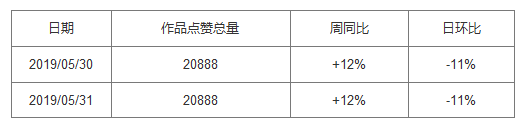 日期 作品点赞总量 周同比 日环比
2019/05/30 20888 +12% -11%
2019/05/31 20888 +12% -11%